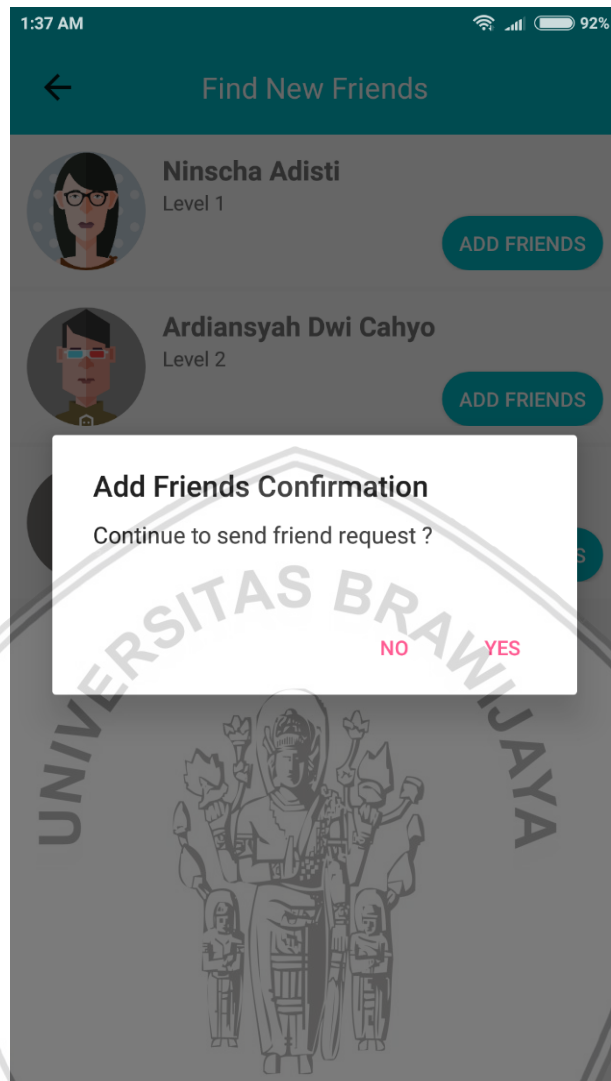 1:37 AM
92%
Find New Friends
Ninscha Adisti
Level 1
ADD FRIENDS
Ardiansyah Dwi Cahyo
Level 2
ADD FRIENDS
Add Friends Confirmation
Continue to send friend request ?
S
NO
YES
UNIVERSITAS BRAWIJAYA